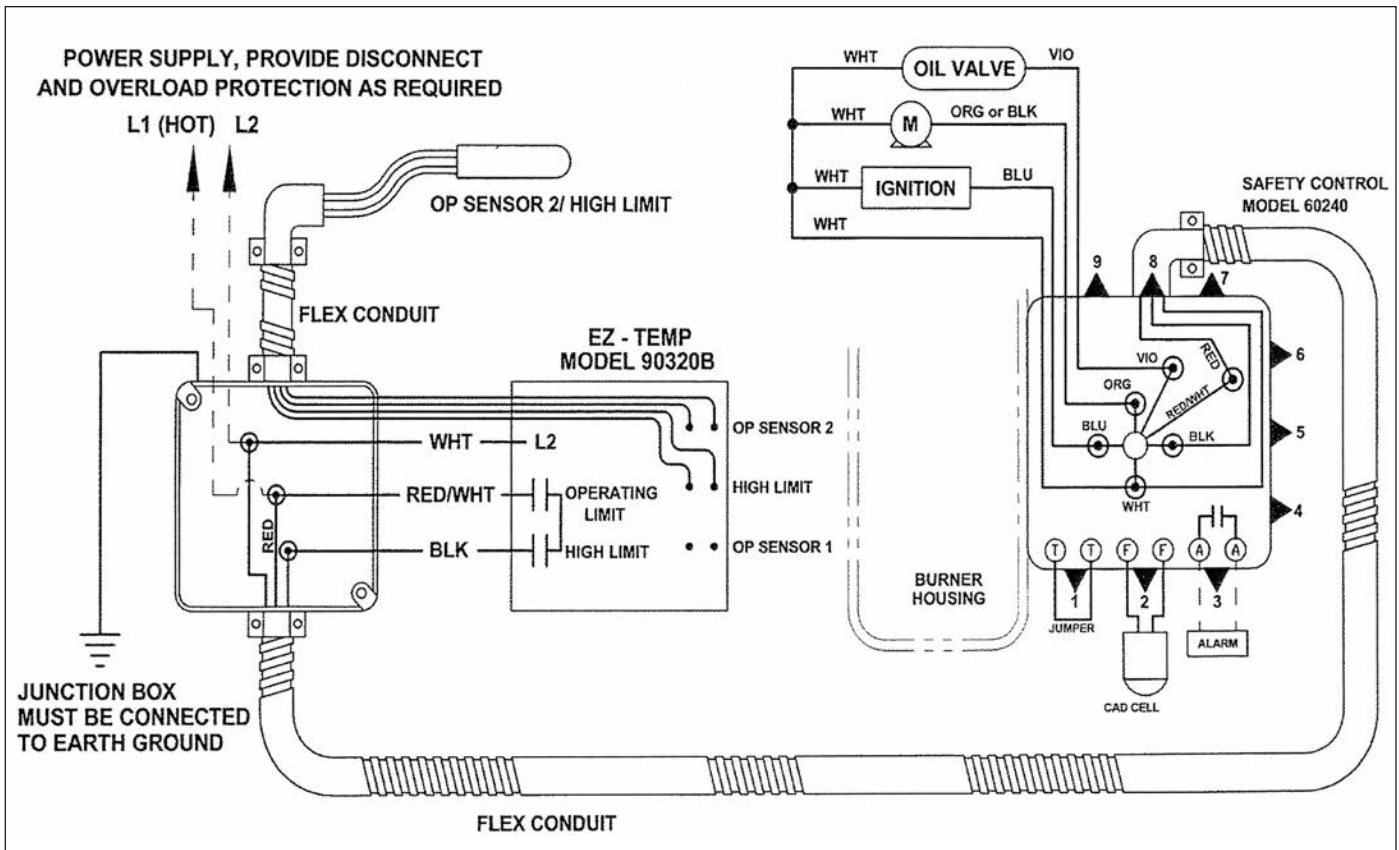 POWER SUPPLY, PROVIDE DISCONNECT
AND OVERLOAD PROTECTION AS REQUIRED
L1 (HOT) L2
OP SENSOR 2/ HIGH LIMIT
FLEX CONDUIT
EZ - TEMP
MODEL 90320B
WHT
L2
OP SENSOR 2
RED/WHT
OPERATING
LIMIT
HIGH LIMIT
RED
BLK
HIGH LIMIT
OP SENSOR 1
JUNCTION BOX
MUST BE CONNECTED
TO EARTH GROUND
FLEX CONDUIT
WHT
OIL VALVE
VIO
WHT
M
ORG or BLK
WHT
IGNITION
BLU
WHT
SAFETY CONTROL
MODEL 60240
9
8
7
6
5
4
VIO
RED
ORG
RED/WHT
BLU
BLK
WHT
T T F F A A
1
2
3
JUMPER
ALARM
CAD CELL
BURNER
HOUSING